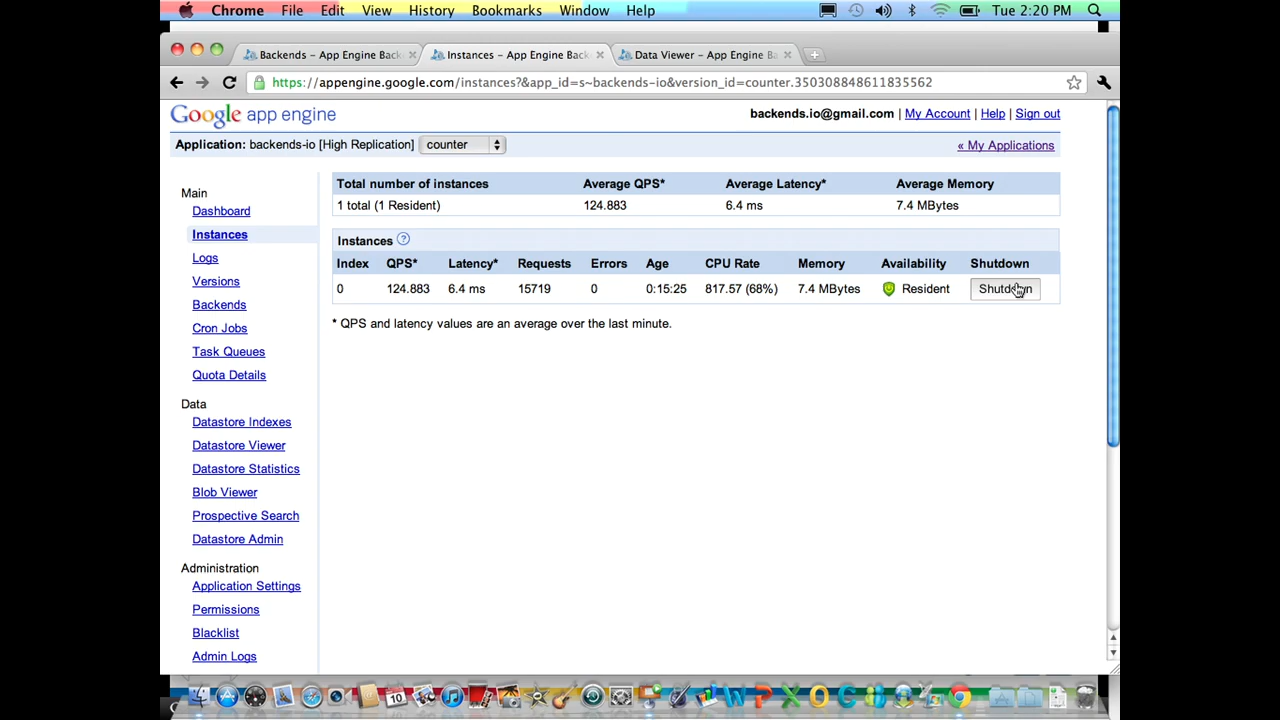 Chrome File Edit View History Bookmarks Window Help Tue 2:20 PM
Backends – App Engine Back Instances – App Engine Back Data Viewer – App Engine Ba
https://appengine.google.com/instances?&app_id=s~backends-io&version_id=counter.350308848611835562
Google app engine
backends.io@gmail.com | My Account | Help | Sign out
Application: backends-io [High Replication] counter « My Applications
Main
Dashboard
Instances
Logs
Versions
Backends
Cron Jobs
Task Queues
Quota Details
Data
Datastore Indexes
Datastore Viewer
Datastore Statistics
Blob Viewer
Prospective Search
Datastore Admin
Administration
Application Settings
Permissions
Blacklist
Admin Logs
Total number of instances Average QPS* Average Latency* Average Memory
1 total (1 Resident) 124.883 6.4 ms 7.4 MBytes
Instances ?
Index QPS* Latency* Requests Errors Age CPU Rate Memory Availability Shutdown
0 124.883 6.4 ms 15719 0 0:15:25 817.57 (68%) 7.4 MBytes Resident Shutdown
* QPS and latency values are an average over the last minute.